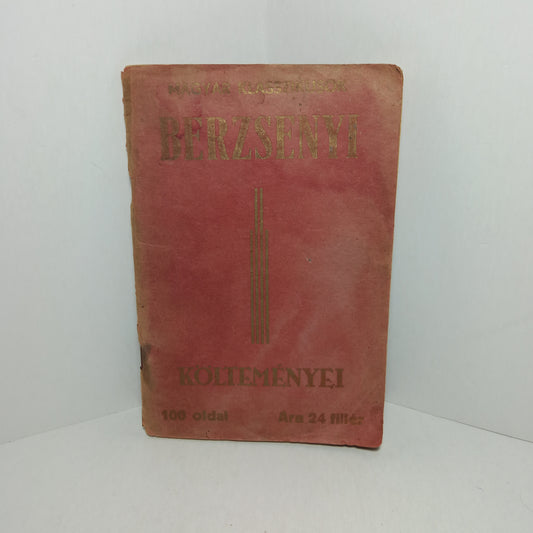 MAGYAR KLASSZIKUSOK
BERZSENYI
KÖLTEMÉNYEI
100 oldal Ára 24 fillér